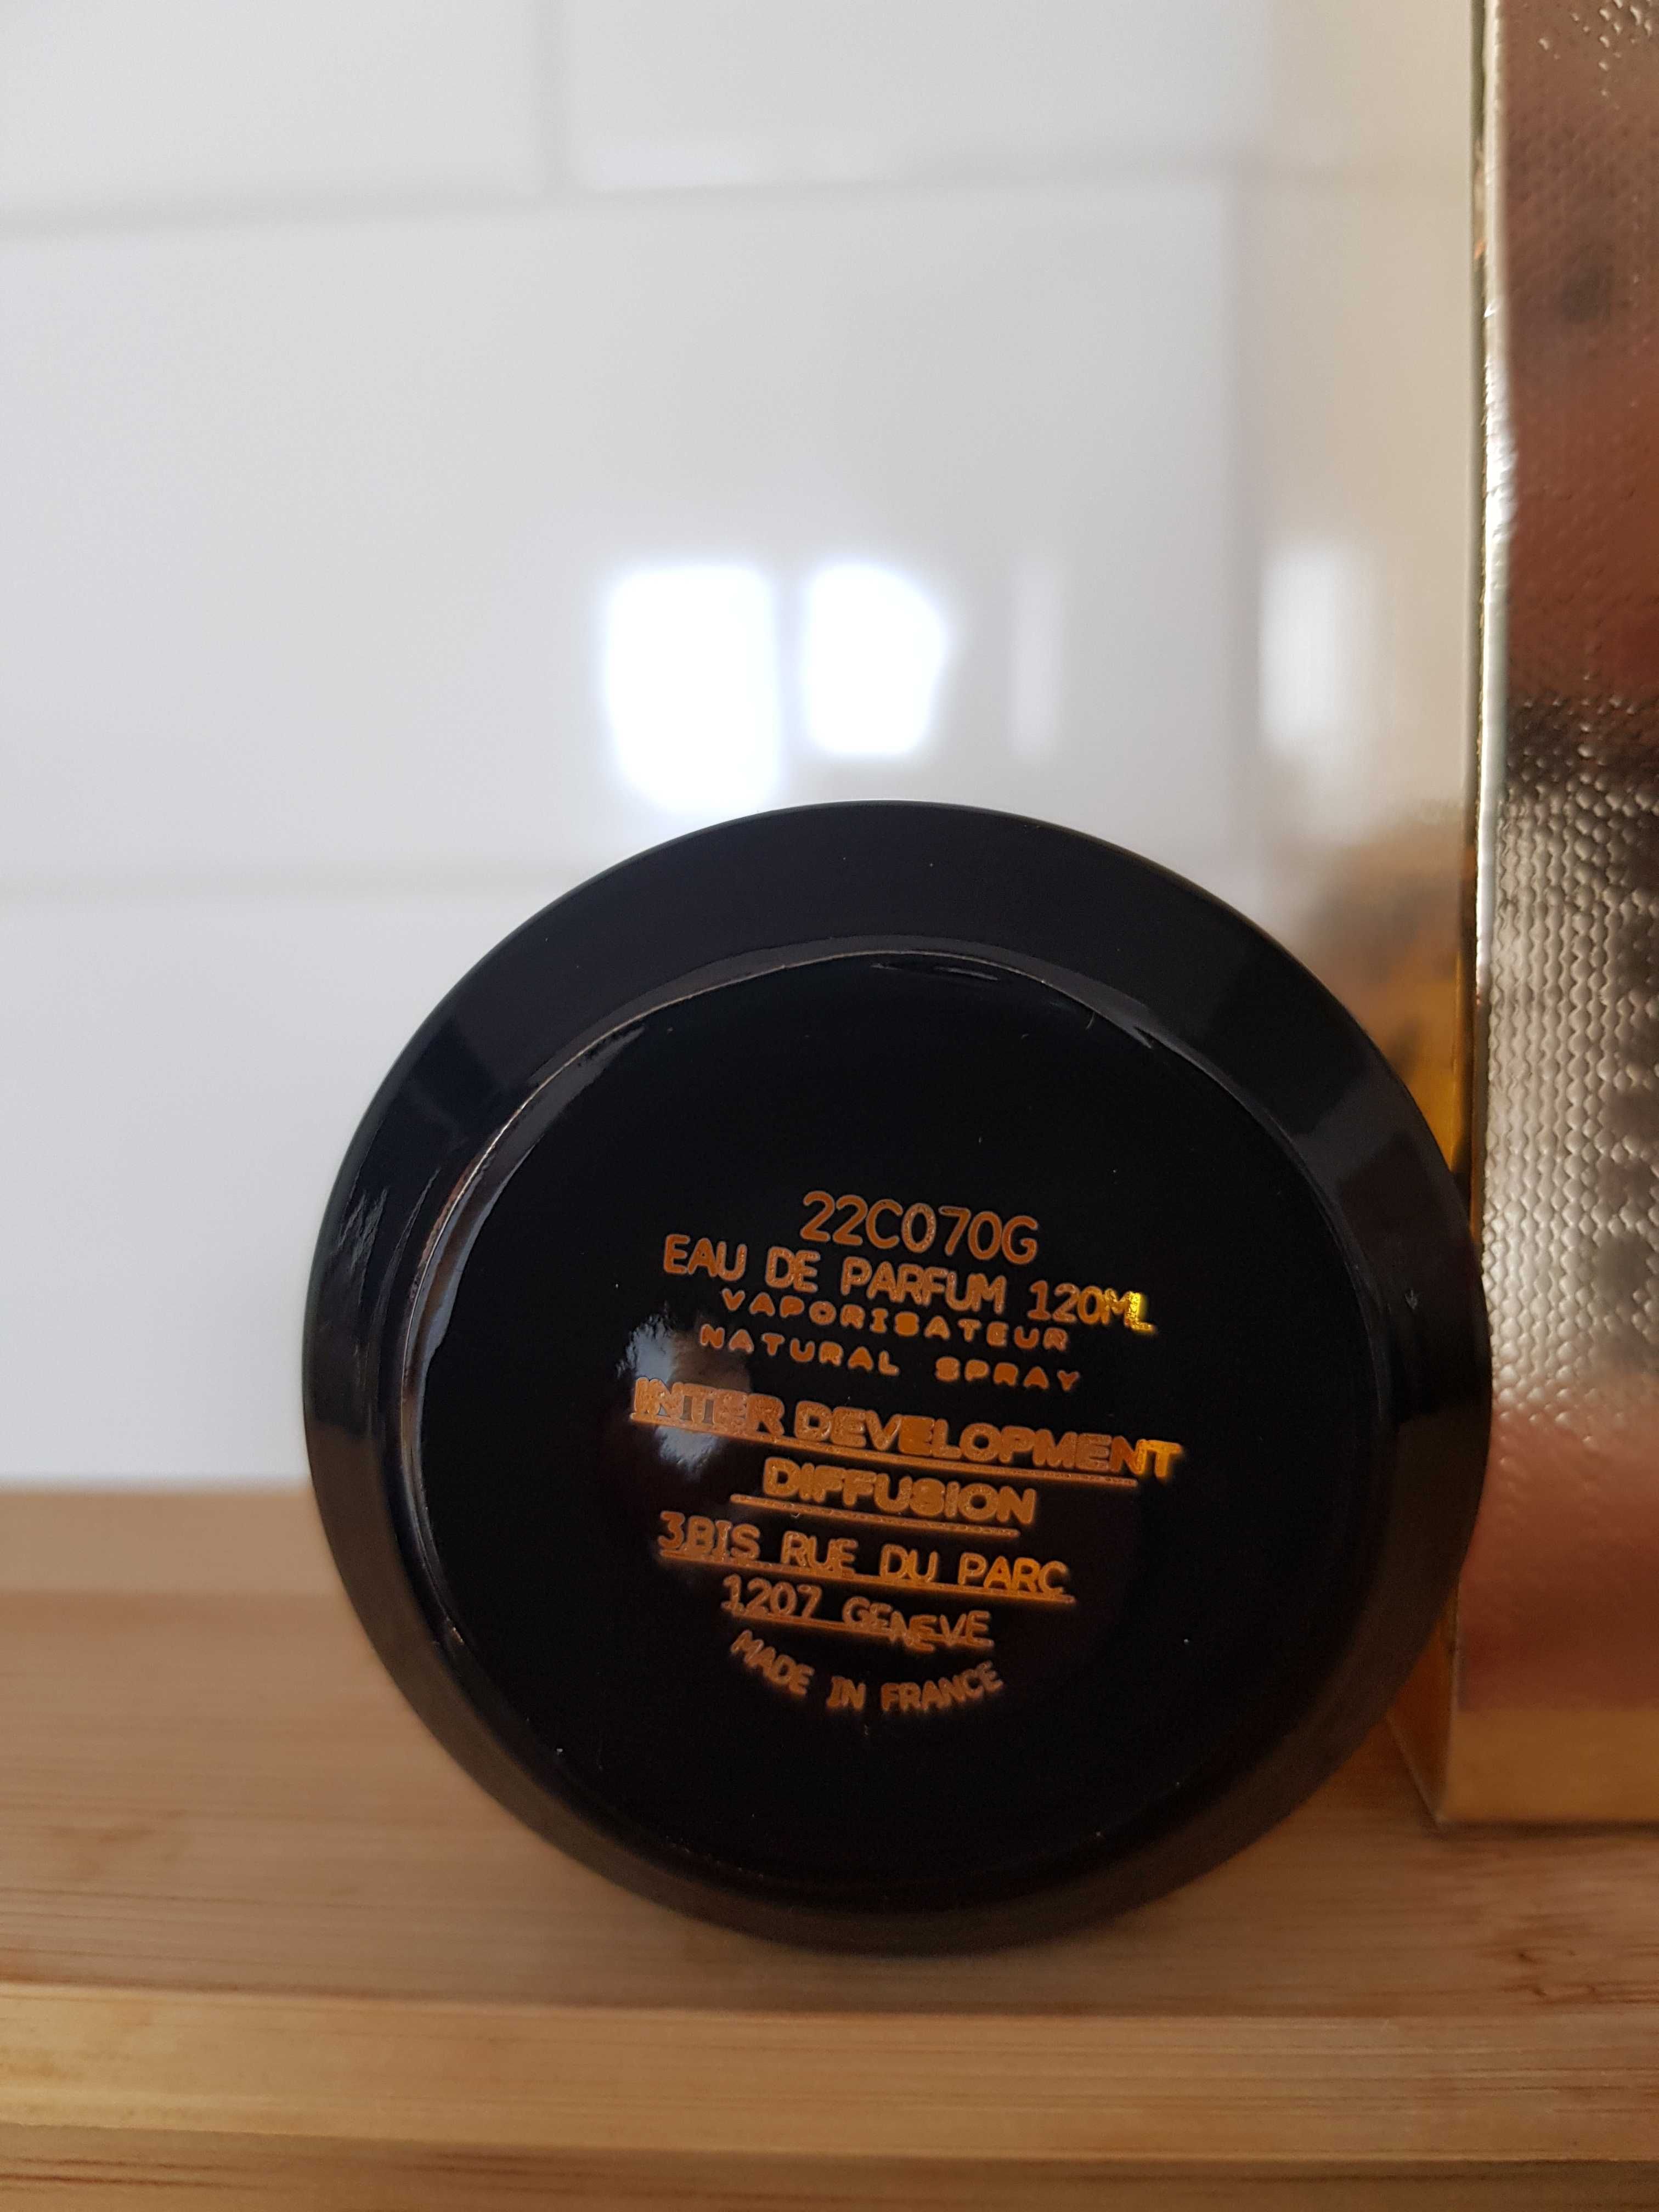 22C070G
EAU DE PARFUM 120ML
VAPORISATEUR
NATURAL SPRAY
INTER DEVELOPMENT
DIFFUSION
3BIS RUE DU PARC
1207 GENEVE
MADE IN FRANCE